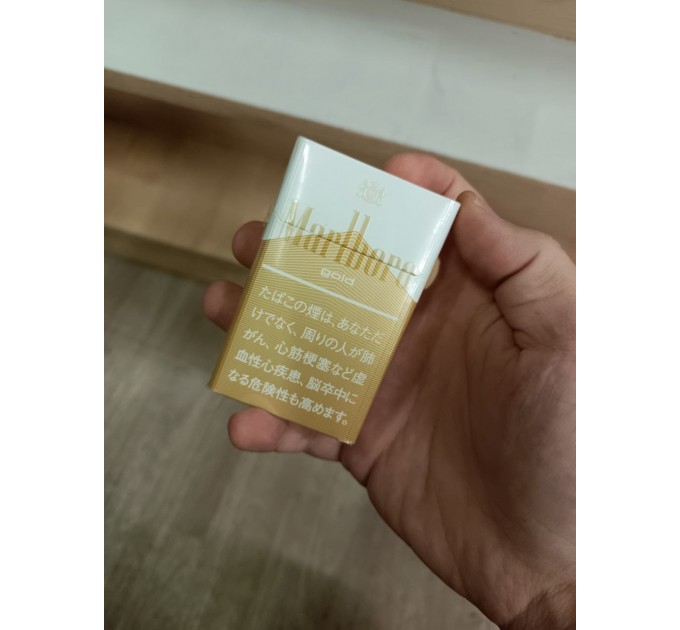 Marlboro
gold
たばこの煙は、あなただ
けでなく、周りの人が肺
がん、心筋梗塞など虚
血性心疾患、脳卒中に
なる危険性も高めます。